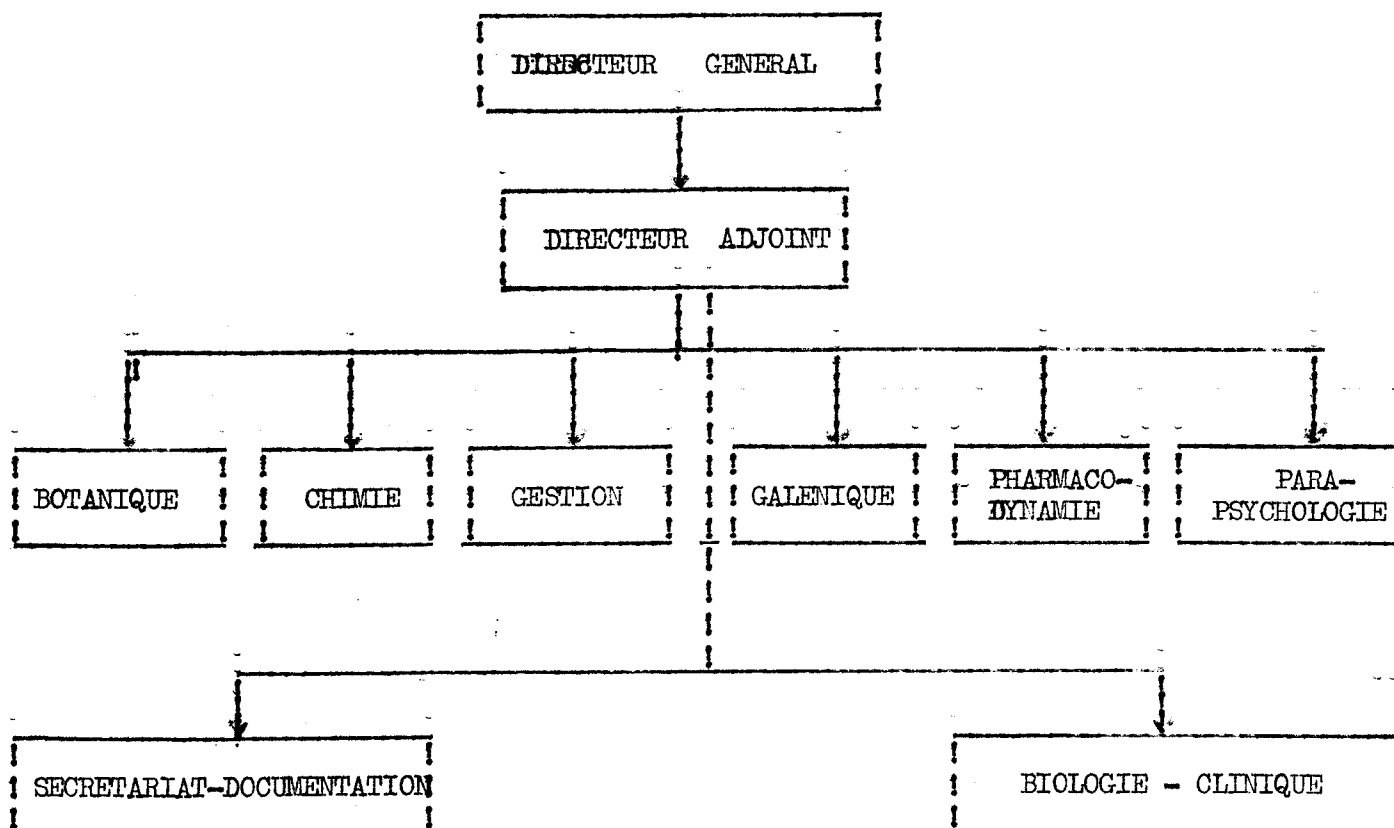 DIRECTEUR GENERAL
DIRECTEUR ADJOINT
BOTANIQUE
CHIMIE
GESTION
GALENIQUE
PHARMACO-
DYNAMIE
PARA-
PSYCHOLOGIE
SECRETARIAT-DOCUMENTATION
BIOLOGIE - CLINIQUE